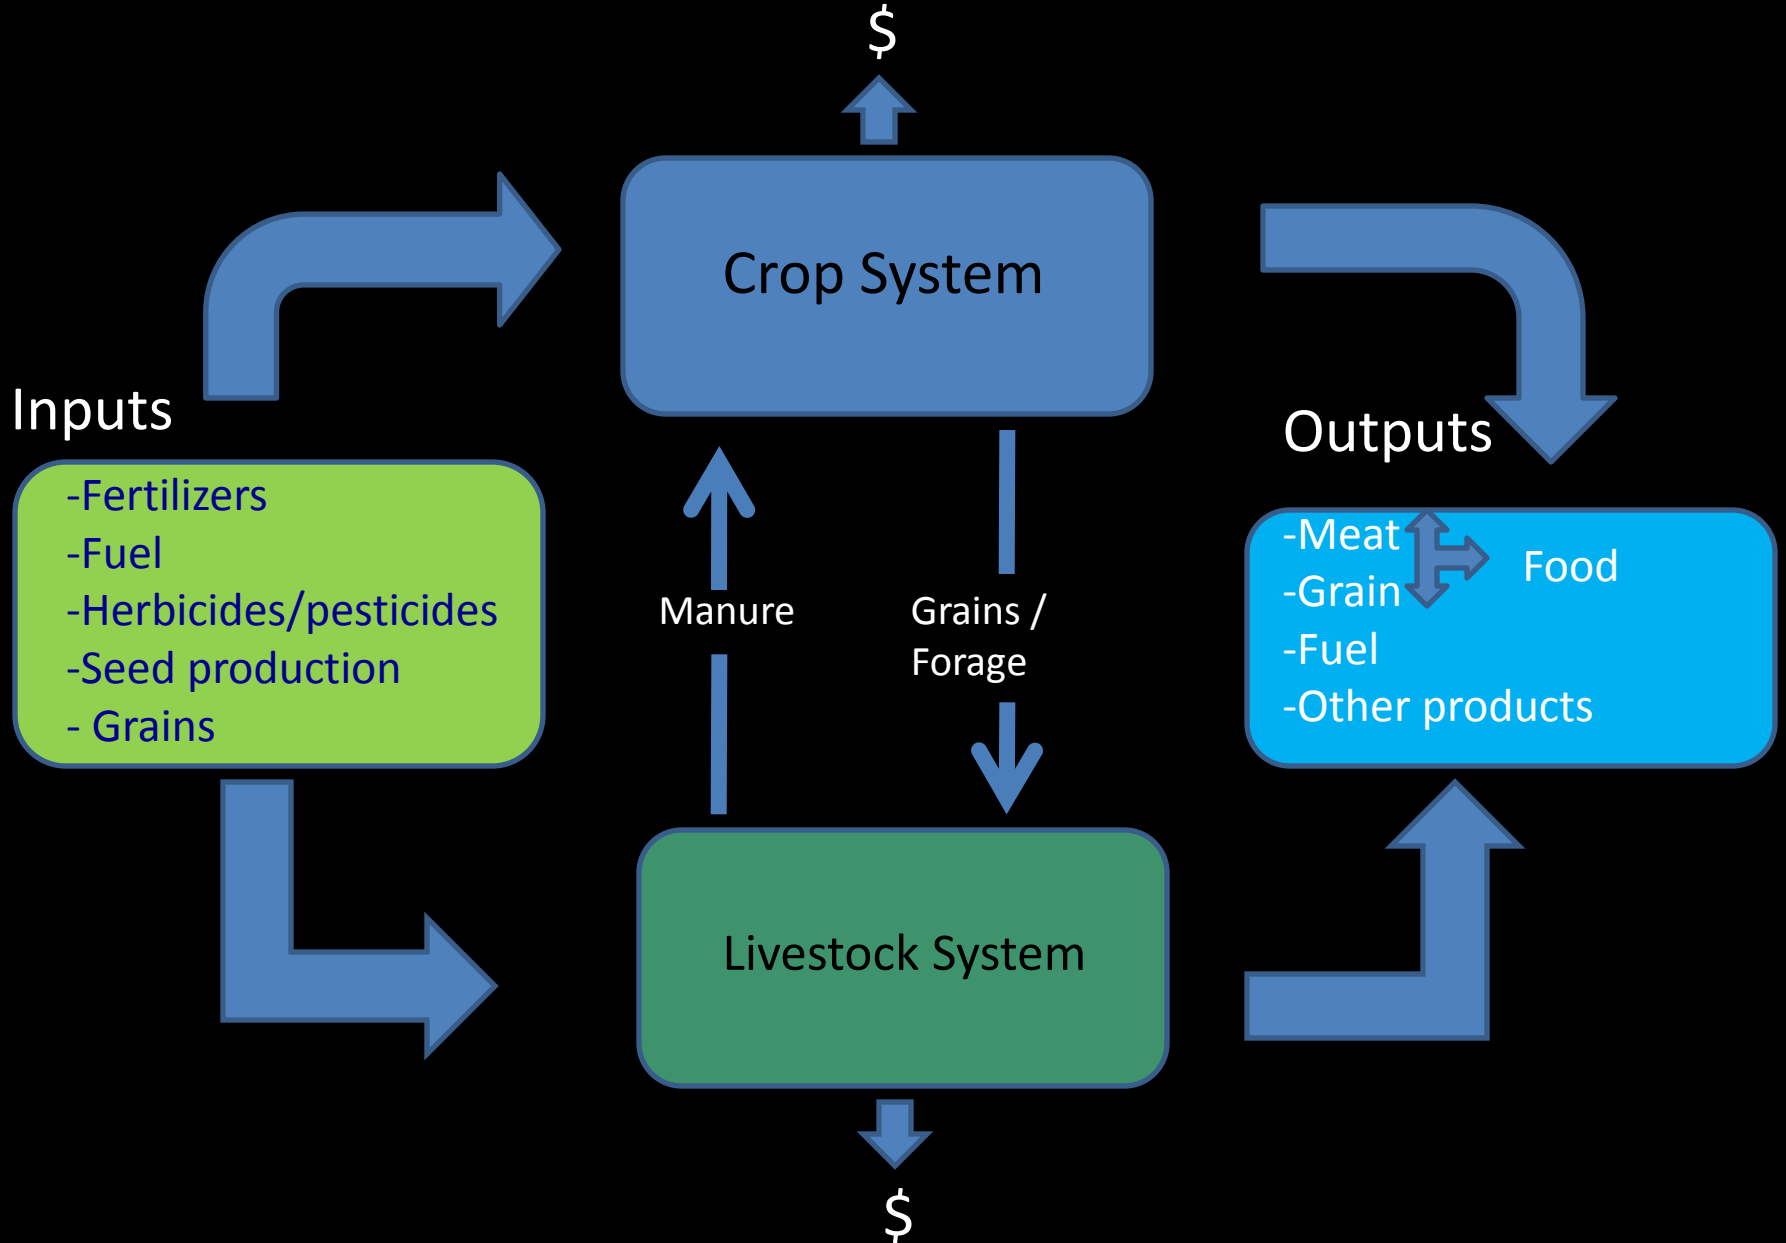 $
Crop System
Inputs
-Fertilizers
-Fuel
-Herbicides/pesticides
-Seed production
- Grains
Manure
Grains /
Forage
Outputs
-Meat
-Grain
Food
-Fuel
-Other products
Livestock System
$